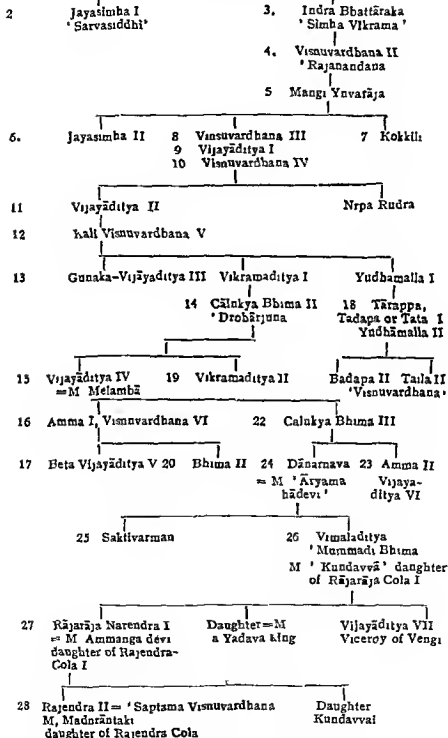 2 Jayasimha I 3. Indra Bhattāraka
'Sarvasiddhi' 'Simha Vikrama'
4. Visnuvardhana II
'Rajanandana
5 Mangi Yuvarāja
6. Jayasimha II 8 Vinsuvardhana III 7 Kokkili
9 Vijayāditya I
10 Visnuvardhana IV
11 Vijayāditya II Nrpa Rudra
12 Kali Visnuvardhana V
13 Gunaka-Vijāyaditya III Vikramaditya I Yudhamalla I
14 Cālukya Bhima II 18 Tārappa,
'Drohārjuna Tadapa or Tata I
Yudhāmalla II
15 Vijayāditya IV 19 Vikramaditya II Badapa II Taila II
=M Melambā 'Visnuvardhana'
16 Amma I, Visnuvardhana VI 22 Calukya Bhima III
17 Beta Vijayāditya V 20 Bhima II 24 Dānarnava 23 Amma II
= M 'Āryama Vijaya-
hādevi' ditya VI
25 Saktivarman 26 Vimaladitya
'Mummadi Bhima
M 'Kundavvā' daughter
of Rājarāja Cola I
27 Rājarāja Narendra I Daughter=M Vijāyāditya VII
= M Ammanga devi a Yadava king Viceroy of Vengi
daughter of Rajendra-
Cola I
28 Rajendra II= 'Saptama Visnuvardhana Daughter
M, Madurāntaki Kundavvai
daughter of Rajendra Cola